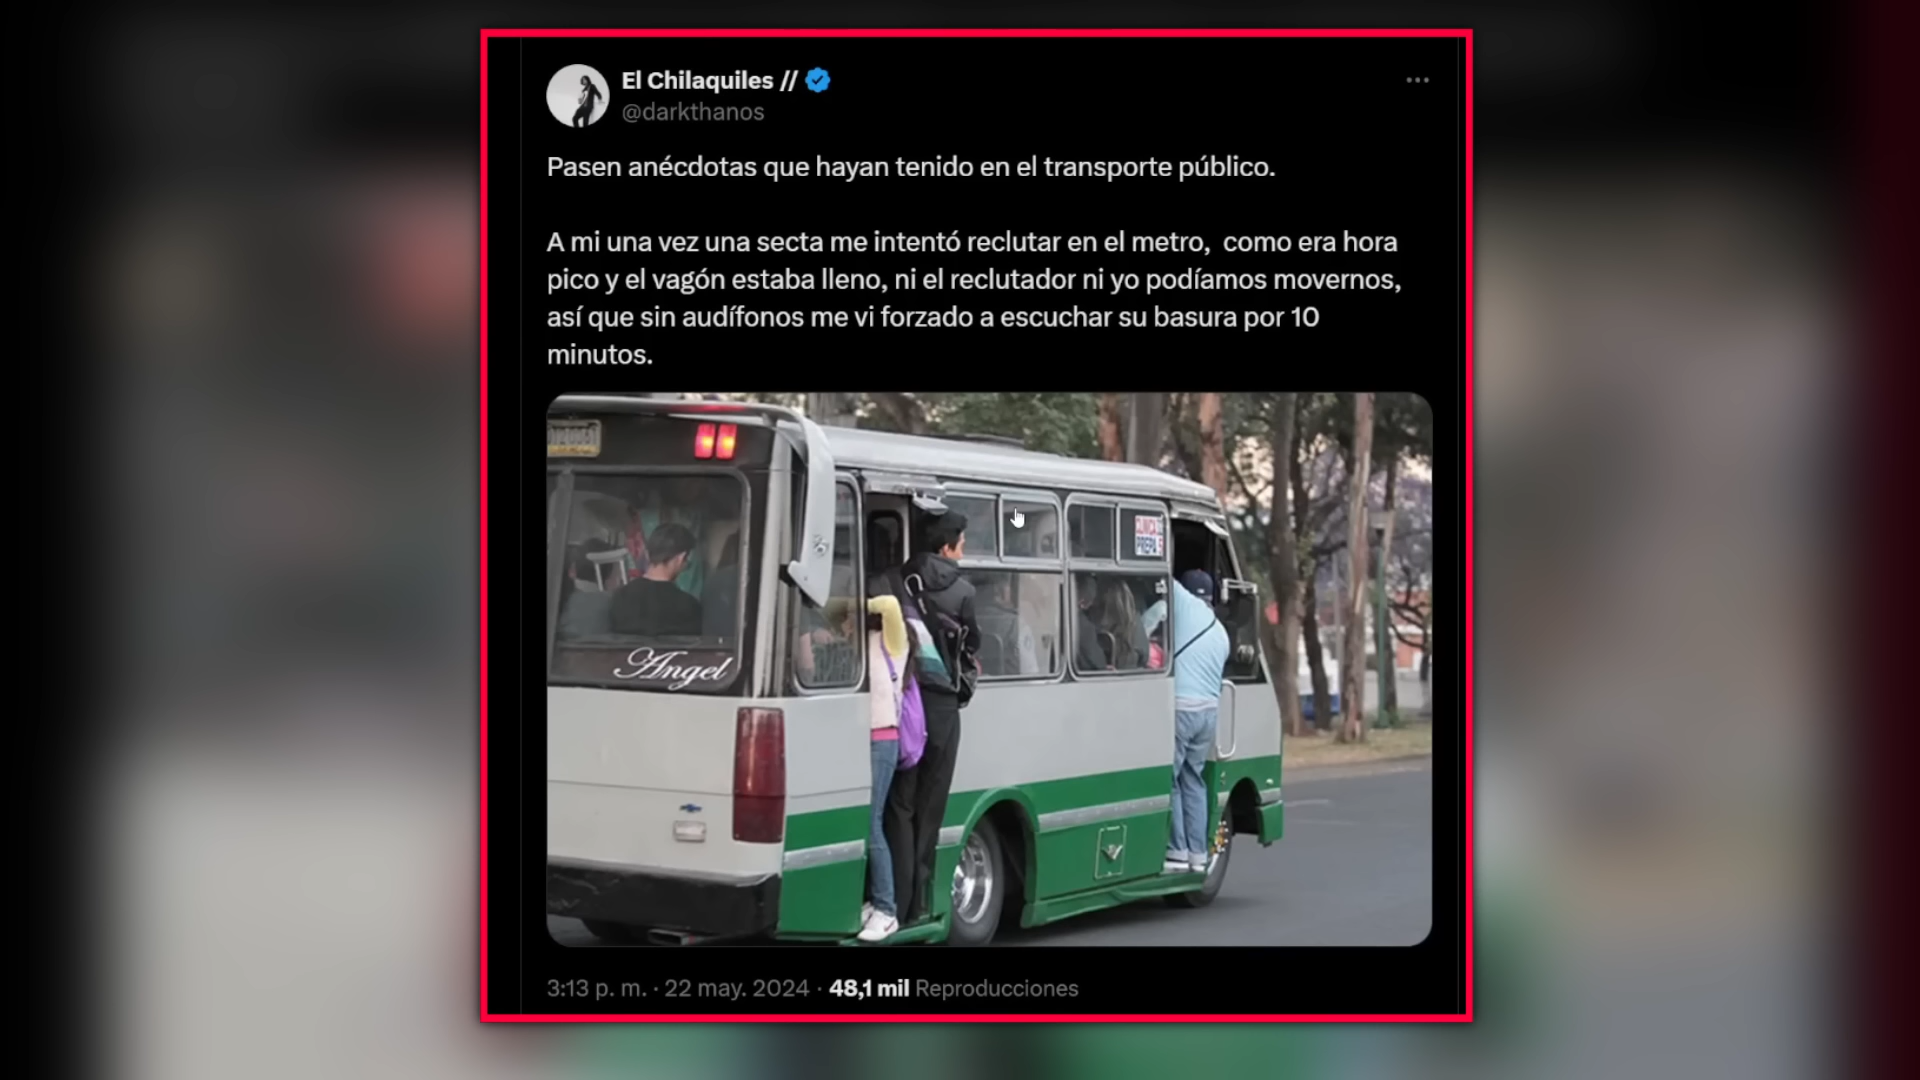 El Chilaquiles //
@darkthanos
Pasen anécdotas que hayan tenido en el transporte público.
A mi una vez una secta me intentó reclutar en el metro,  como era hora
pico y el vagón estaba lleno, ni el reclutador ni yo podíamos movernos,
así que sin audífonos me vi forzado a escuchar su basura por 10
minutos.
Angel
3:13 p. m. · 22 may. 2024 · 48,1 mil Reproducciones